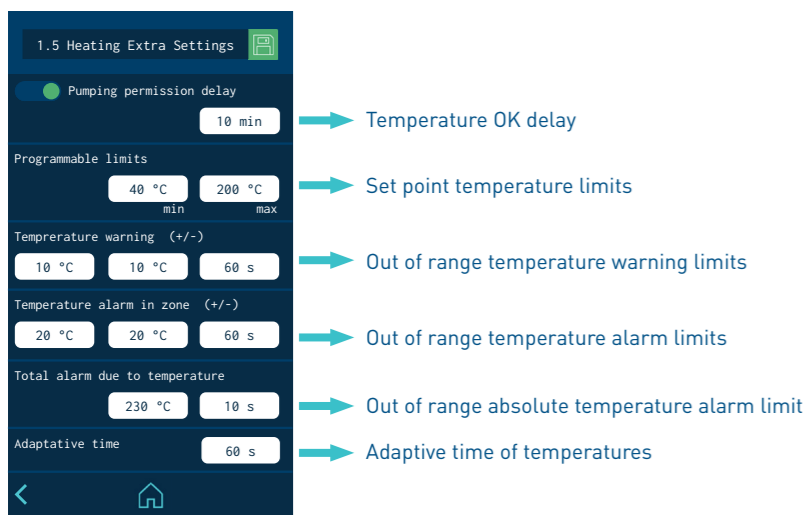 1.5 Heating Extra Settings
Pumping permission delay
10 min
Temperature OK delay
Programmable limits
40 °C 200 °C
min max
Set point temperature limits
Temprerature warning (+/-)
10 °C 10 °C 60 s
Out of range temperature warning limits
Temperature alarm in zone (+/-)
20 °C 20 °C 60 s
Out of range temperature alarm limits
Total alarm due to temperature
230 °C 10 s
Out of range absolute temperature alarm limit
Adaptative time
60 s
Adaptive time of temperatures